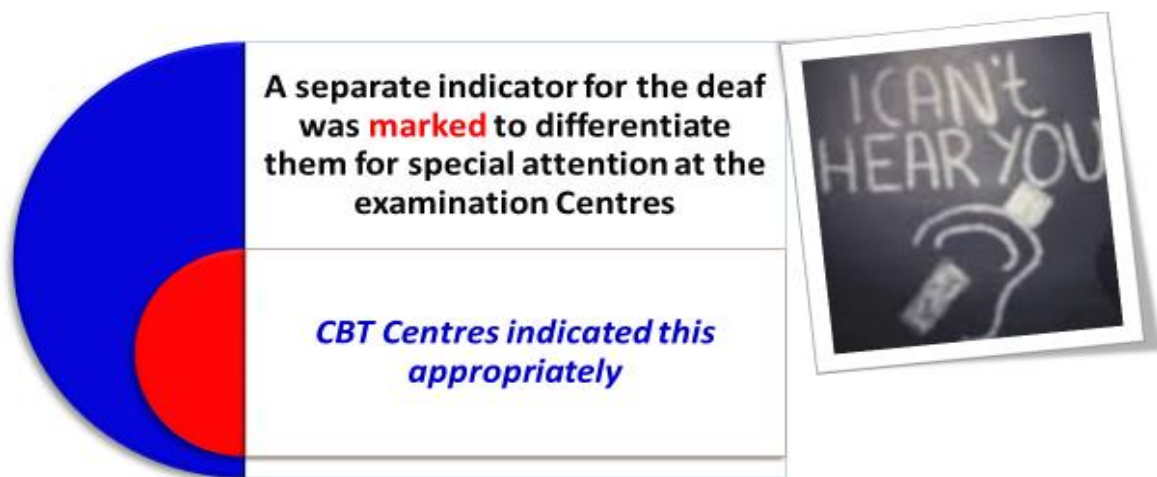 A separate indicator for the deaf
was marked to differentiate
them for special attention at the
examination Centres
CBT Centres indicated this
appropriately
I CAN't
HEAR YOU